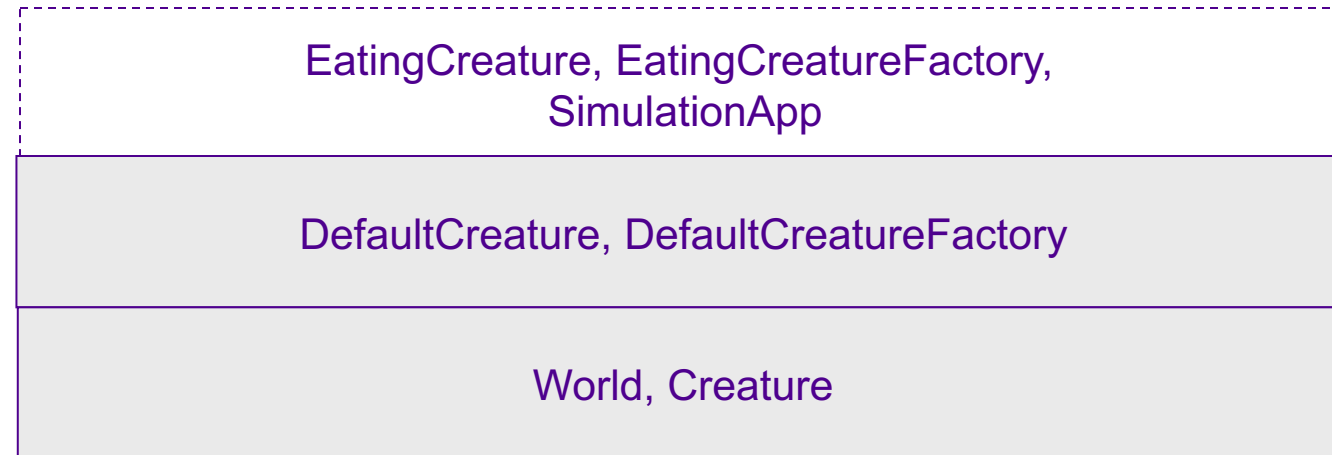 EatingCreature, EatingCreatureFactory,
SimulationApp
DefaultCreature, DefaultCreatureFactory
World, Creature